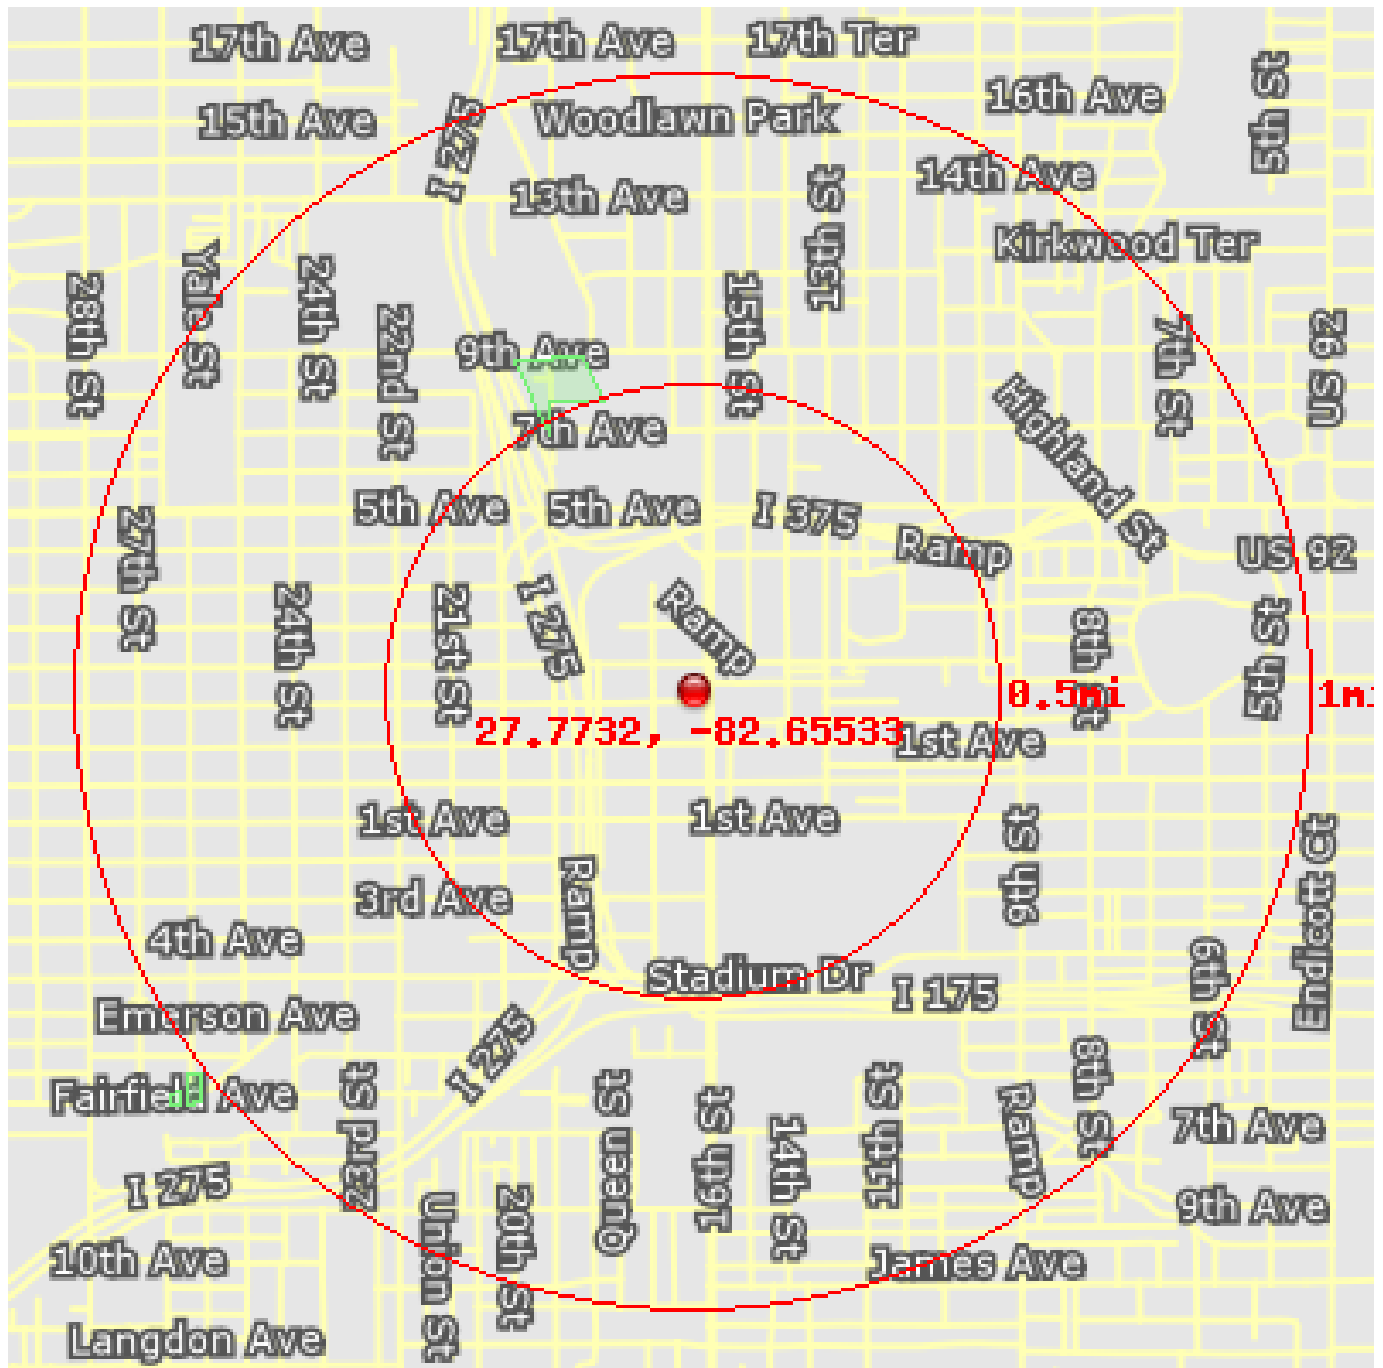 17th Ave
17th Ave
17th Ter
5th St
16th Ave
15th Ave
I 275
Woodlawn Park
14th Ave
13th Ave
13th St
Kirkwood Ter
Yale St
24th St
28th St
15th St
22nd St
7th St
US 92
9th Ave
Highland St
7th Ave
5th Ave
5th Ave
I 375
Ramp
US 92
27th St
I 275
24th St
21st St
Ramp
8th St
5th St
0.5mi
1mi
27.7732, -82.65533
1st Ave
1st Ave
1st Ave
9th St
Endicott Ct
Ramp
3rd Ave
4th Ave
6th St
Stadium Dr
I 175
Emerson Ave
I 275
Fairfield Ave
23rd St
Queen St
16th St
14th St
11th St
Ramp
8th St
7th Ave
I 275
Union St
20th St
9th Ave
10th Ave
James Ave
Langdon Ave